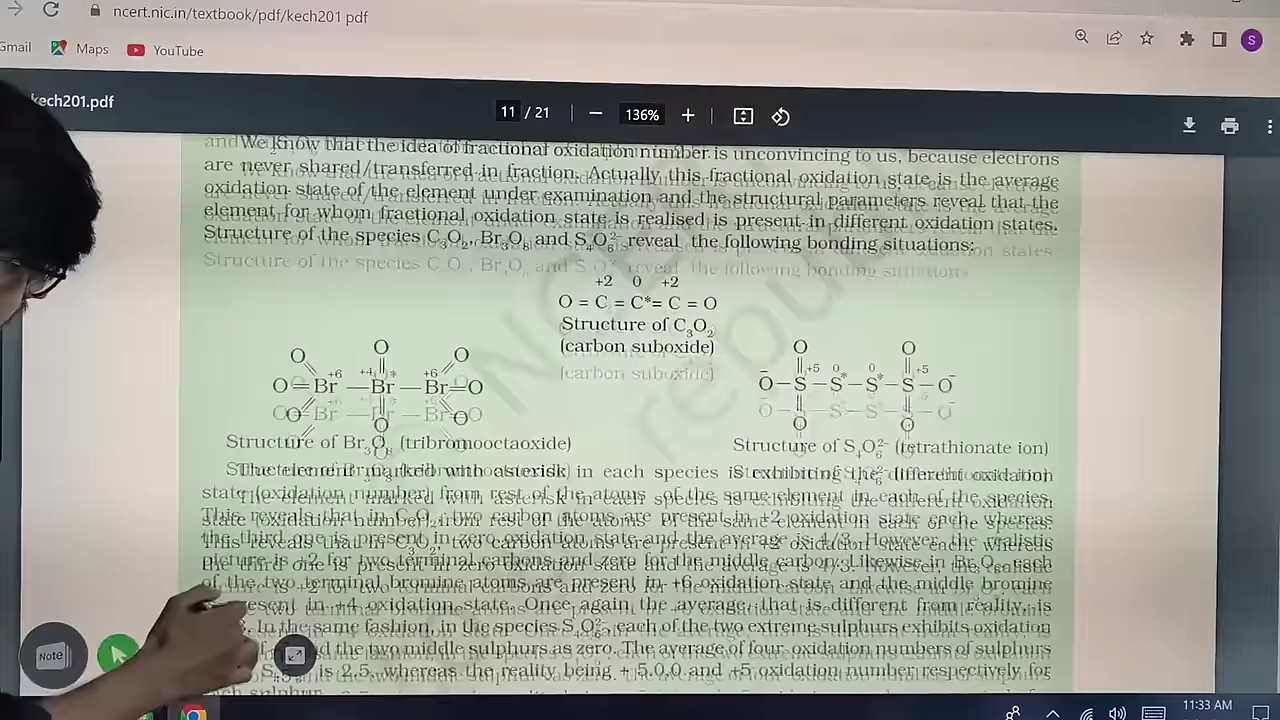 ncert.nic.in/textbook/pdf/kech201 pdf
Gmail Maps YouTube
S
kech201.pdf
11 / 21
136%
We know that the idea of fractional oxidation number is unconvincing to us, because electrons
are never shared/transferred in fraction. Actually this fractional oxidation state is the average
oxidation state of the element under examination and the structural parameters reveal that the
element for whom fractional oxidation state is realised is present in different oxidation states.
Structure of the species C₃O₂, Br₃O₈ and S₄O₆²⁻ reveal the following bonding situations:
+2 0 +2
O = C = C*= C = O
Structure of C₃O₂
(carbon suboxide)
O O O
+6 +4 * +6
O=Br—Br—Br=O
O O O
Structure of Br₃O₈ (tribromooctaoxide)
O O
+5 0 0 +5
⁻O—S—S*—S*—S—O⁻
O O
Structure of S₄O₆²⁻ (tetrathionate ion)
The element marked with asterisk in each species is exhibiting the different oxidation
state (oxidation number) from rest of the atoms of the same element in each of the species.
This reveals that in C₃O₂, two carbon atoms are present in +2 oxidation state each, whereas
the third one is present in zero oxidation state and the average is 4/3. However, the realistic
picture is +2 for two terminal carbons and zero for the middle carbon. Likewise in Br₃O₈, each
of the two terminal bromine atoms are present in +6 oxidation state and the middle bromine
present in +4 oxidation state. Once again the average, that is different from reality, is
In the same fashion, in the species S₄O₆²⁻, each of the two extreme sulphurs exhibits oxidation
and the two middle sulphurs as zero. The average of four oxidation numbers of sulphurs
is 2.5, whereas the reality being + 5,0,0 and +5 oxidation number respectively for
each sulphur.
Note
11:33 AM